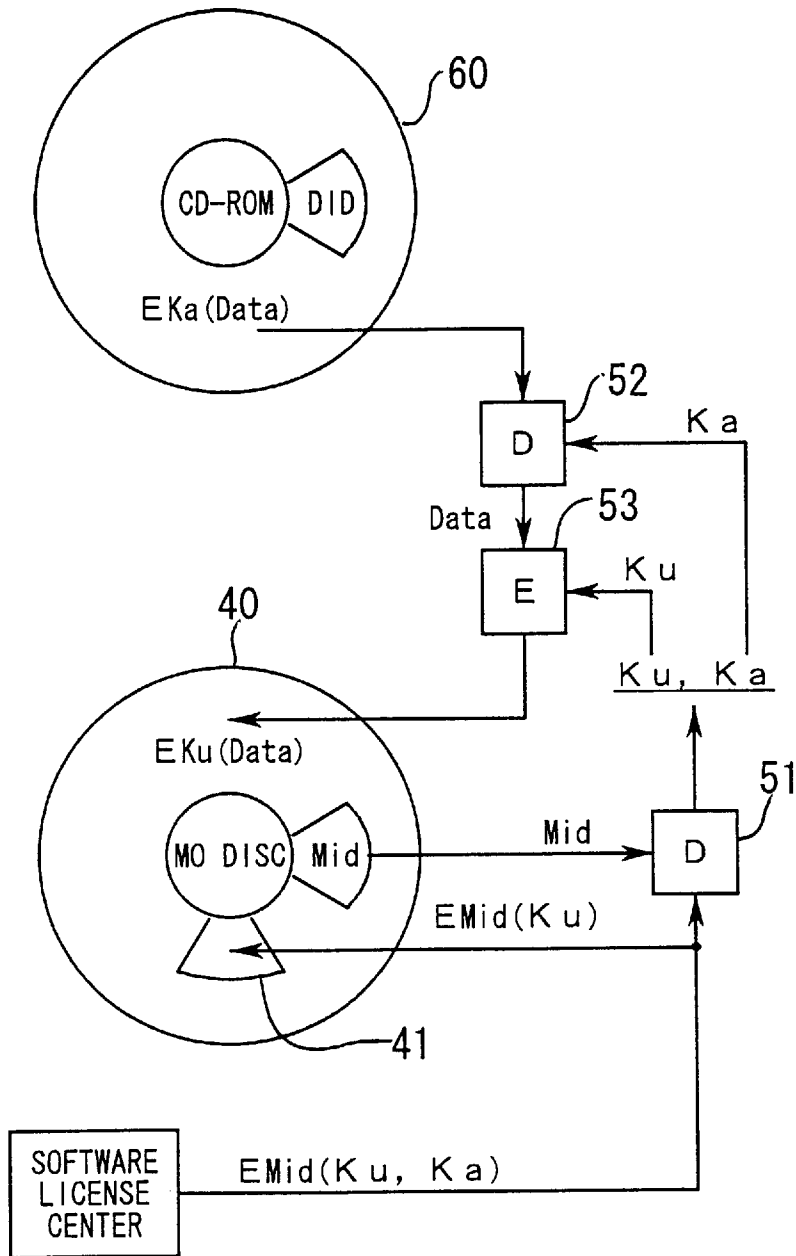 60
CD-ROM
DID
EKa(Data)
52
Ka
D
Data
53
Ku
E
40
Ku, Ka
EKu(Data)
51
Mid
MO DISC
Mid
D
EMid(Ku)
41
SOFTWARE
LICENSE
CENTER
EMid(Ku, Ka)